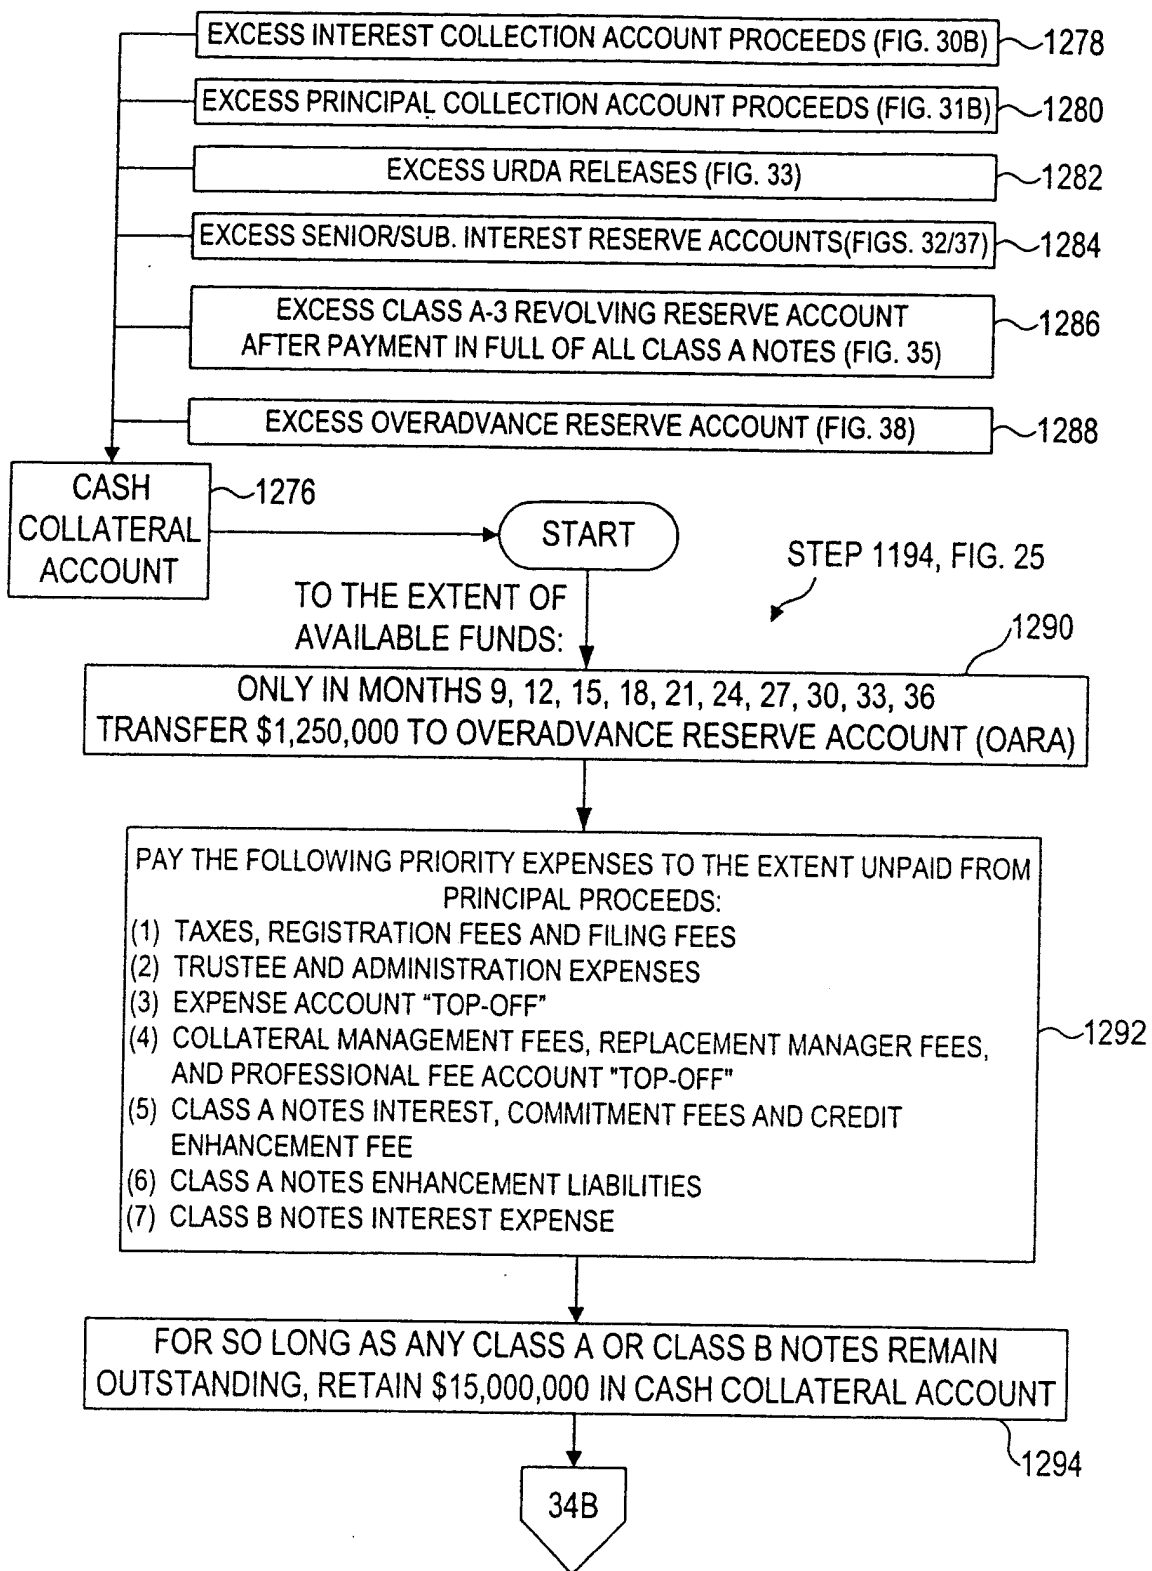 EXCESS INTEREST COLLECTION ACCOUNT PROCEEDS (FIG. 30B)
1278
EXCESS PRINCIPAL COLLECTION ACCOUNT PROCEEDS (FIG. 31B)
1280
EXCESS URDA RELEASES (FIG. 33)
1282
EXCESS SENIOR/SUB. INTEREST RESERVE ACCOUNTS(FIGS. 32/37)
1284
EXCESS CLASS A-3 REVOLVING RESERVE ACCOUNT
AFTER PAYMENT IN FULL OF ALL CLASS A NOTES (FIG. 35)
1286
EXCESS OVERADVANCE RESERVE ACCOUNT (FIG. 38)
1288
CASH
COLLATERAL
ACCOUNT
1276
START
STEP 1194, FIG. 25
TO THE EXTENT OF
AVAILABLE FUNDS:
1290
ONLY IN MONTHS 9, 12, 15, 18, 21, 24, 27, 30, 33, 36
TRANSFER $1,250,000 TO OVERADVANCE RESERVE ACCOUNT (OARA)
PAY THE FOLLOWING PRIORITY EXPENSES TO THE EXTENT UNPAID FROM
PRINCIPAL PROCEEDS:
(1) TAXES, REGISTRATION FEES AND FILING FEES
(2) TRUSTEE AND ADMINISTRATION EXPENSES
(3) EXPENSE ACCOUNT "TOP-OFF"
(4) COLLATERAL MANAGEMENT FEES, REPLACEMENT MANAGER FEES,
AND PROFESSIONAL FEE ACCOUNT "TOP-OFF"
(5) CLASS A NOTES INTEREST, COMMITMENT FEES AND CREDIT
ENHANCEMENT FEE
(6) CLASS A NOTES ENHANCEMENT LIABILITIES
(7) CLASS B NOTES INTEREST EXPENSE
1292
FOR SO LONG AS ANY CLASS A OR CLASS B NOTES REMAIN
OUTSTANDING, RETAIN $15,000,000 IN CASH COLLATERAL ACCOUNT
1294
34B